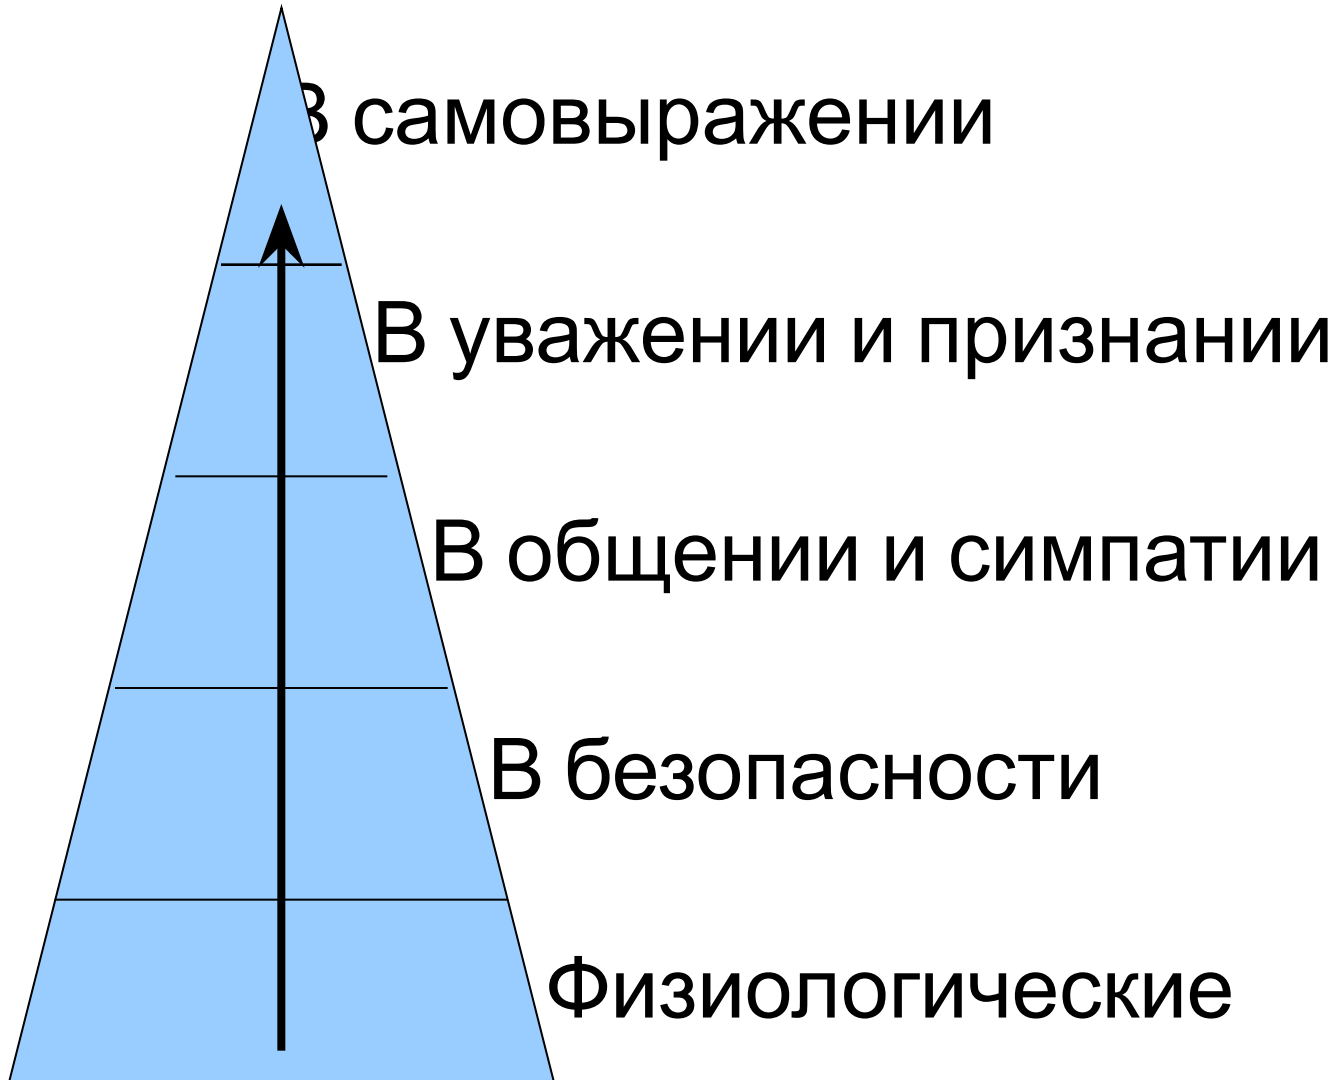 В самовыражении
В уважении и признании
В общении и симпатии
В безопасности
Физиологические